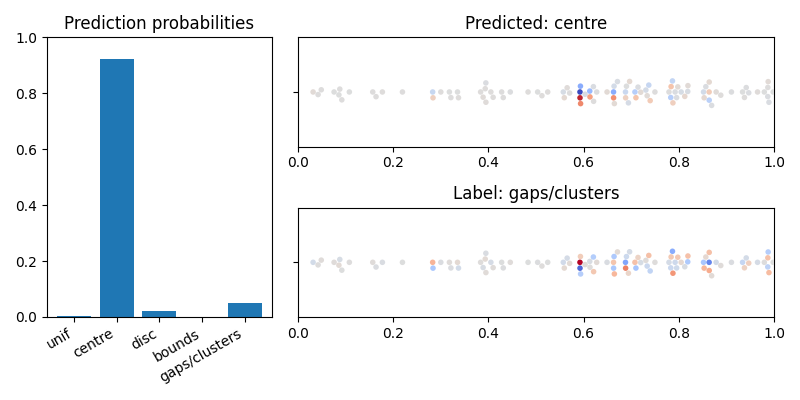 Prediction probabilities
1.0
0.8
0.6
0.4
0.2
0.0
unif
centre
disc
bounds
gaps/clusters
Predicted: centre
0.0 0.2 0.4 0.6 0.8 1.0
Label: gaps/clusters
0.0 0.2 0.4 0.6 0.8 1.0